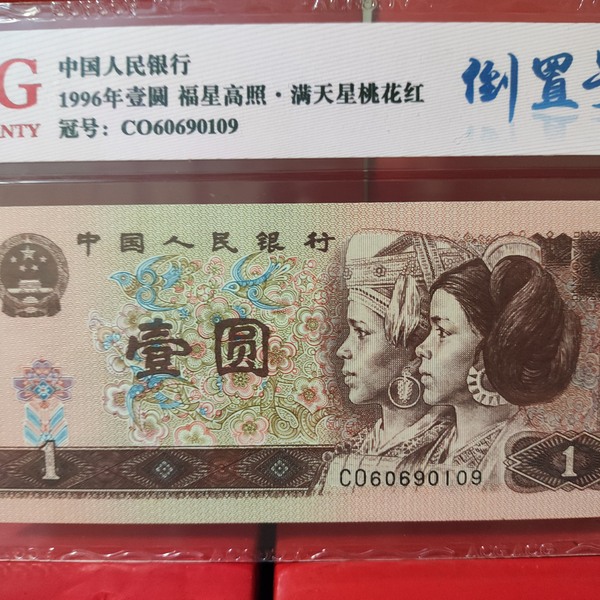 G
NTY
中国人民银行
1996年壹圆 福星高照·满天星桃花红
冠号: CO60690109
倒置号
中国人民银行
壹圆
1
CO60690109
1